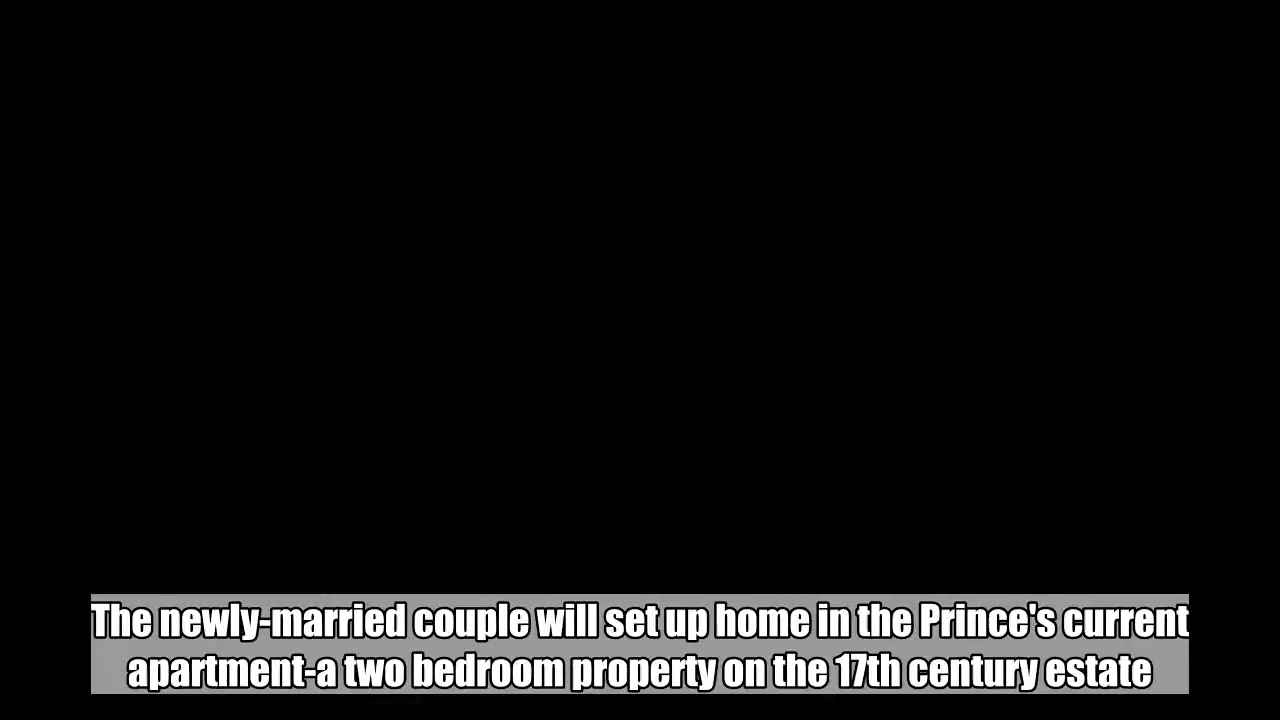 The newly-married couple will set up home in the Prince's current
apartment-a two bedroom property on the 17th century estate